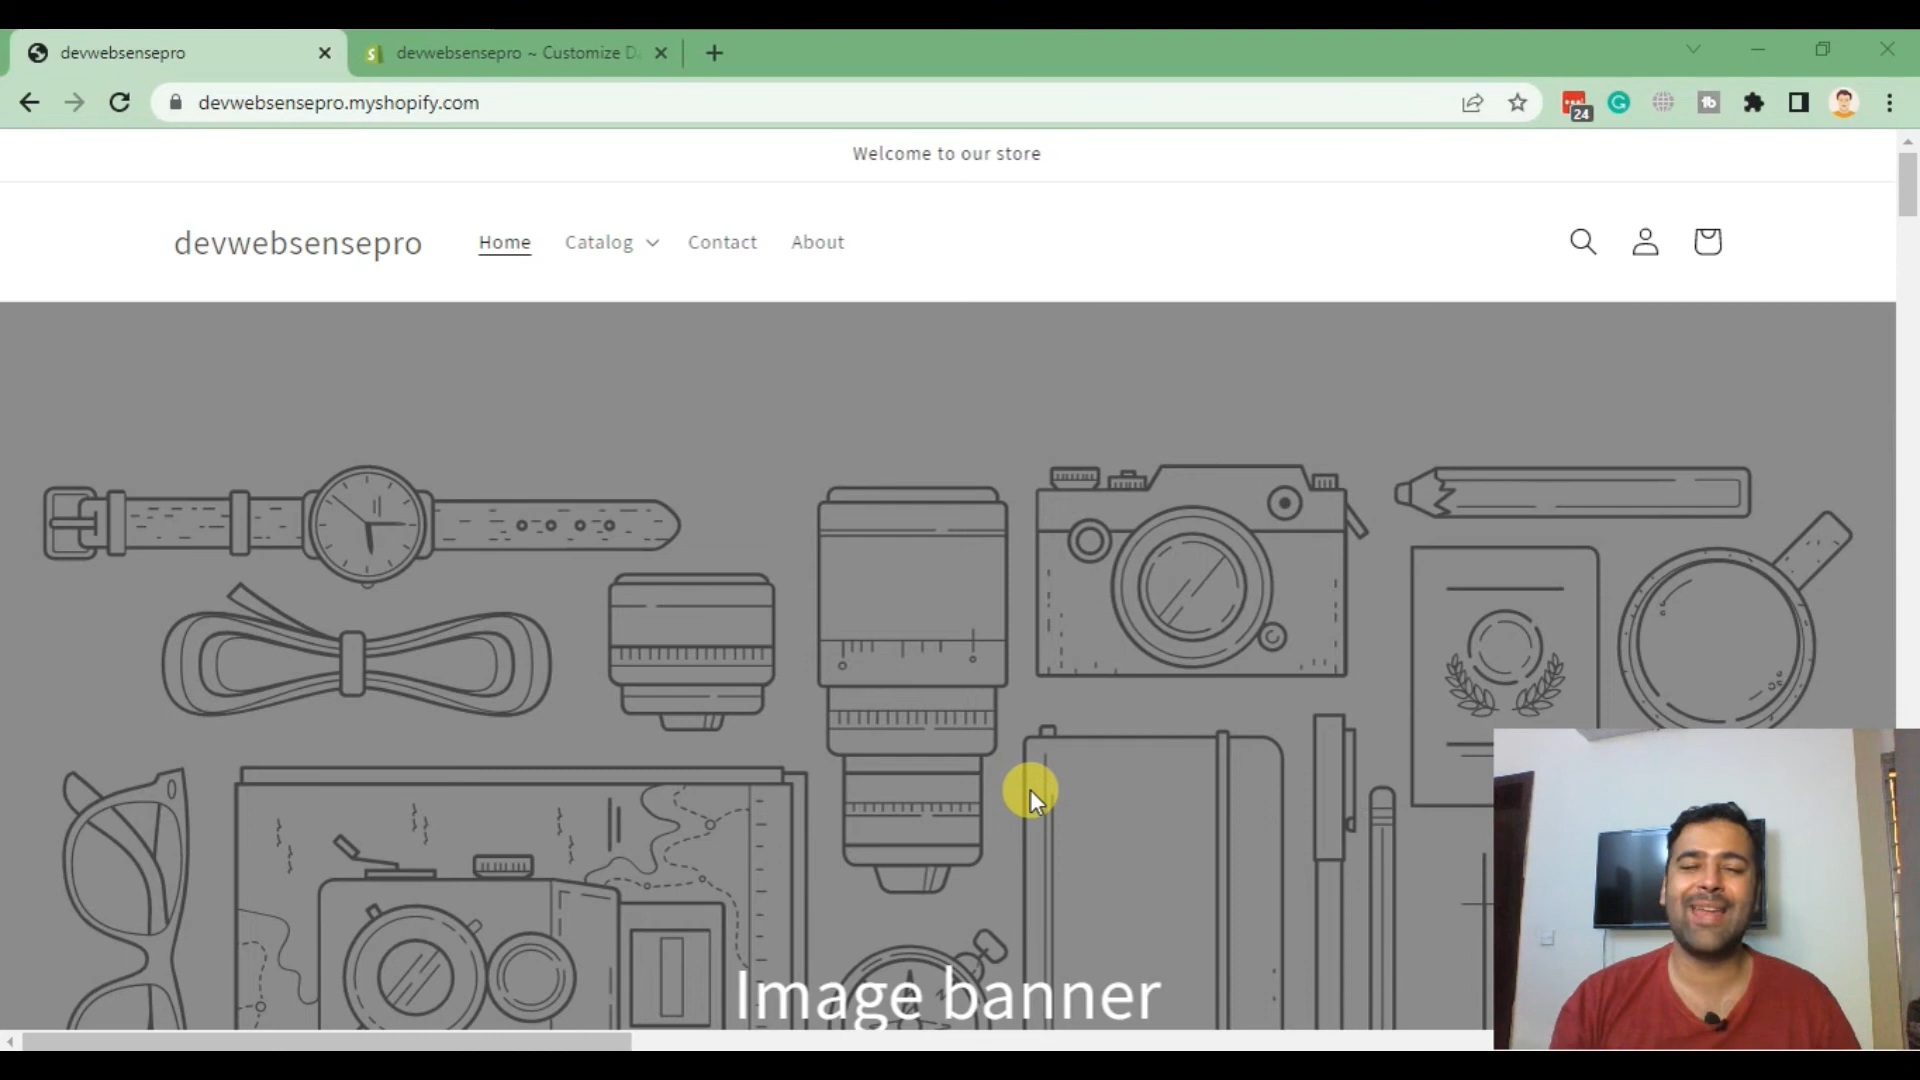 devwebsensepro
devwebsensepro ~ Customize D
devwebsensepro.myshopify.com
24
Welcome to our store
devwebsensepro
Home
Catalog
Contact
About
Image banner